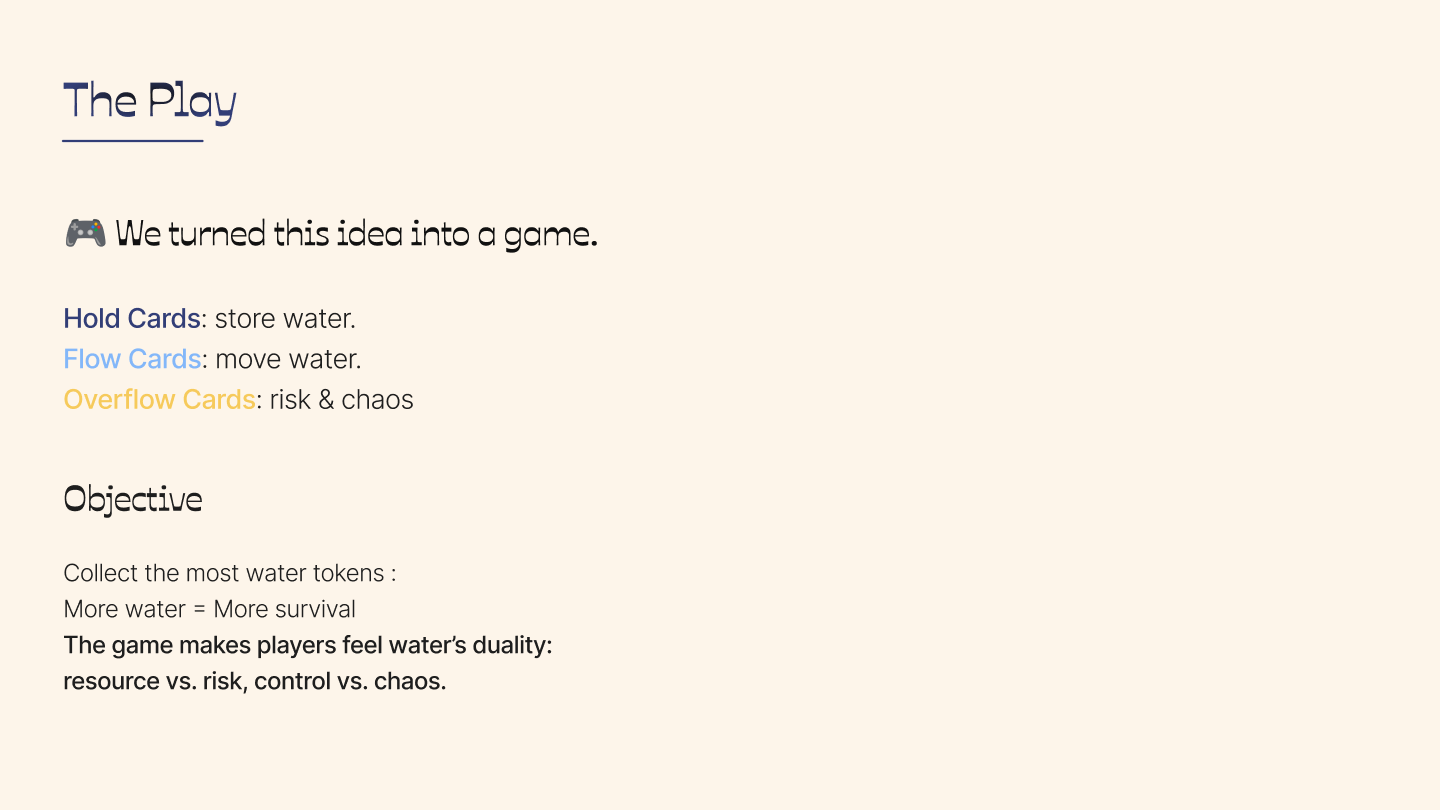 The Play
🎮 We turned this idea into a game.
Hold Cards: store water.
Flow Cards: move water.
Overflow Cards: risk & chaos
Objective
Collect the most water tokens :
More water = More survival
The game makes players feel water’s duality:
resource vs. risk, control vs. chaos.